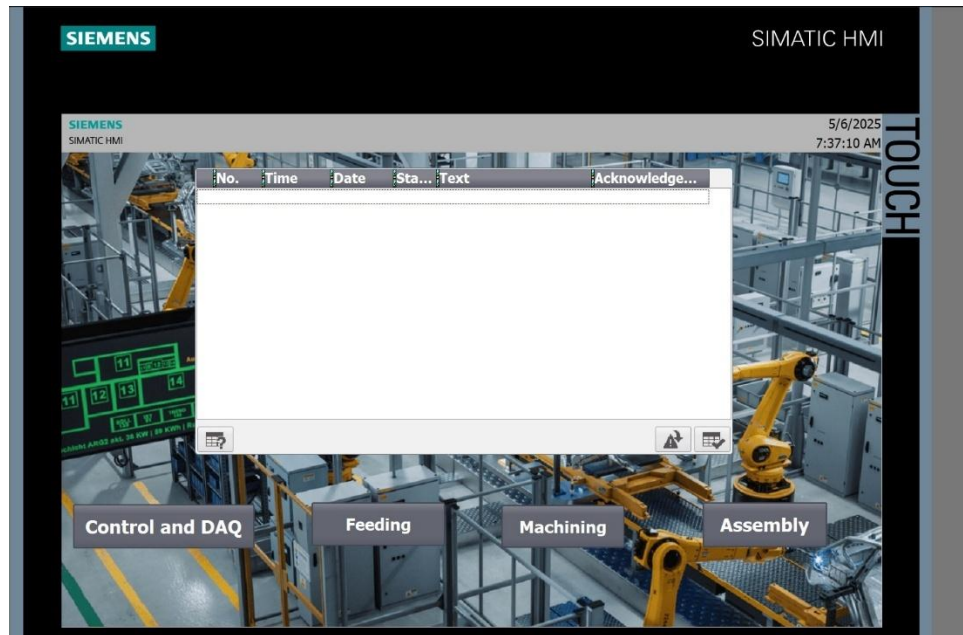 SIEMENS
SIMATIC HMI
SIEMENS
SIMATIC HMI
5/6/2025
7:37:10 AM
TOUCH
No. Time Date Sta... Text Acknowledge...
11
11 12 13 14
Control and DAQ
Feeding
Machining
Assembly